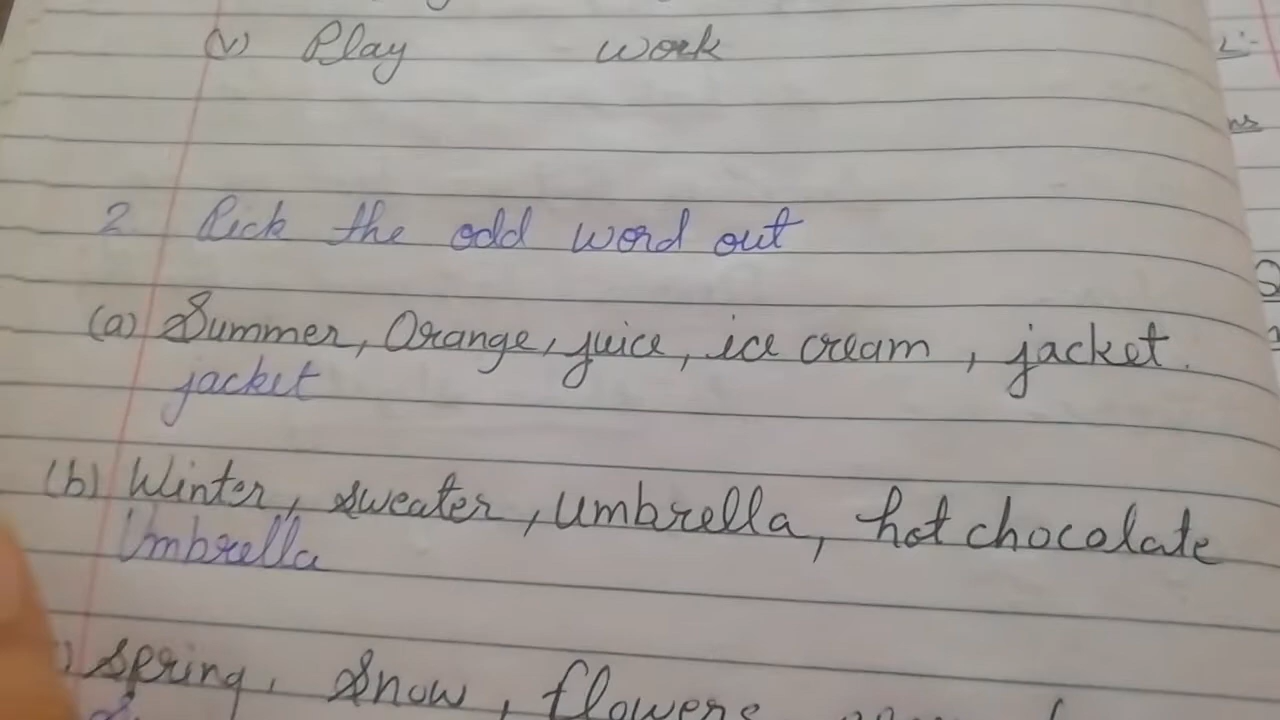 (v) Play work
2 Pick the odd word out
(a) Summer, Orange, juice, ice cream, jacket.
jacket
(b) Winter, sweater, Umbrella, hot chocolate
Umbrella
) Spring, Snow, flowers